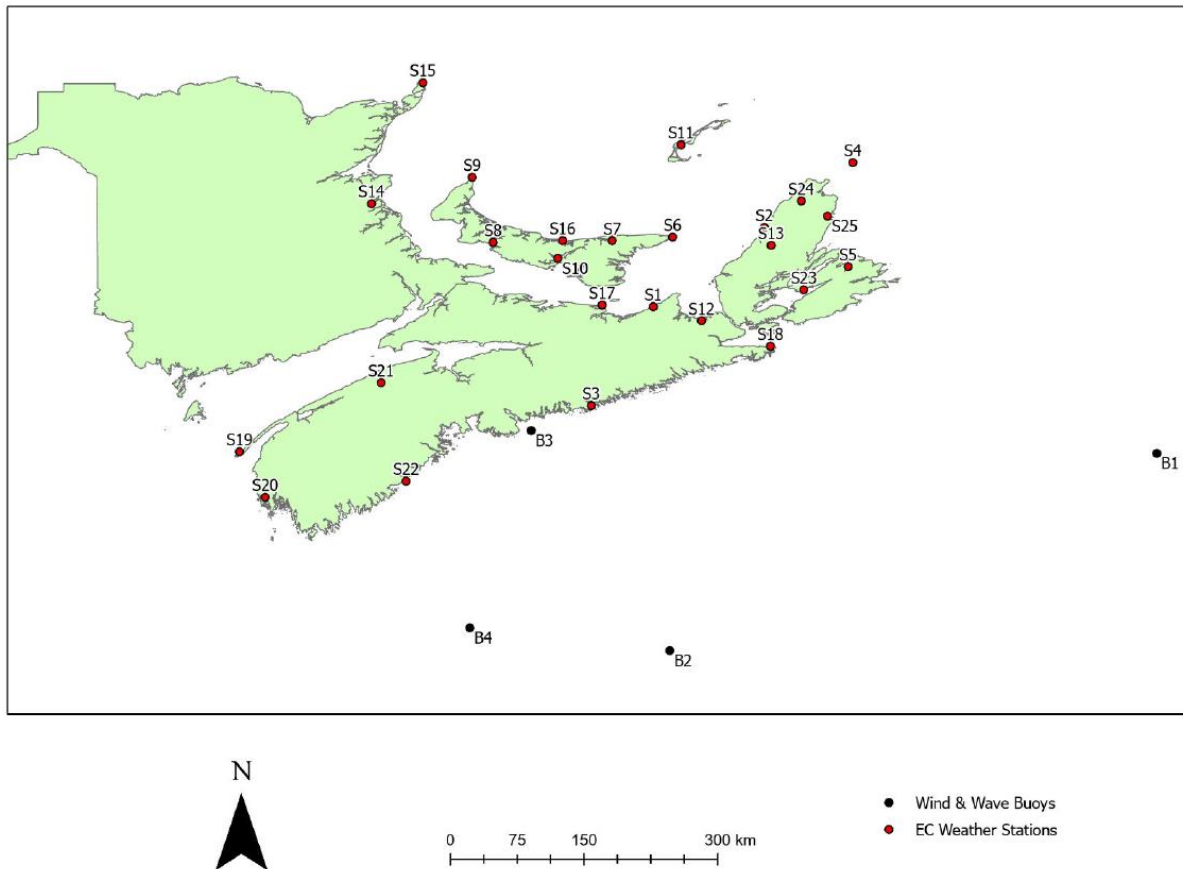 S15
S11
S4
S9
S14
S24
S2
S25
S13
S8
S16
S7
S6
S10
S5
S23
S17
S1
S12
S18
S21
S3
B3
S19
B1
S22
S20
B4
B2
N
Wind & Wave Buoys
EC Weather Stations
0 75 150 300 km